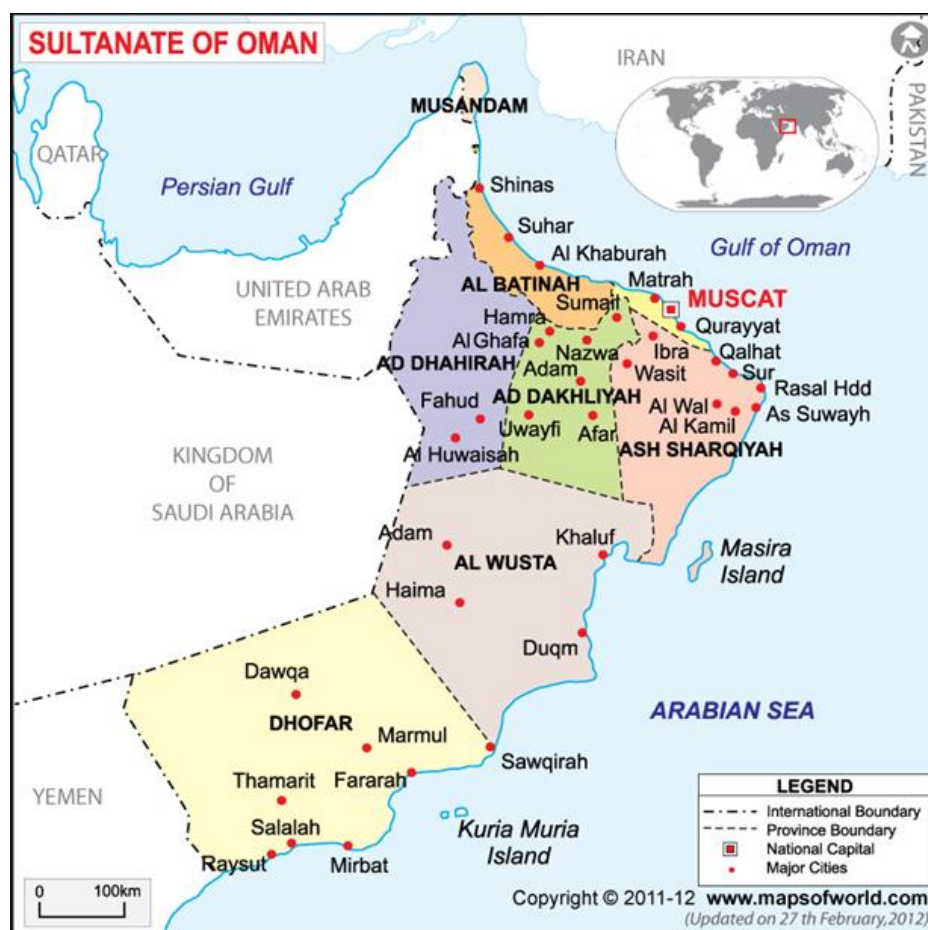 SULTANATE OF OMAN
N
IRAN
PAKISTAN
MUSANDAM
QATAR
Persian Gulf
Shinas
Suhar
Gulf of Oman
Al Khaburah
UNITED ARAB
EMIRATES
AL BATINAH
Matrah
MUSCAT
Sumail
Hamra
Qurayyat
Al Ghafa
Nazwa
Ibra
Qalhat
AD DHAHIRAH
Adam
Wasit
Sur
Rasal Hdd
AD DAKHLIYAH
Fahud
Al Wal
As Suwayh
Uwayfi
Afar
Al Kamil
Al Huwaisah
ASH SHARQIYAH
KINGDOM
OF
SAUDI ARABIA
Adam
Khaluf
AL WUSTA
Masira
Island
Haima
Duqm
Dawqa
DHOFAR
ARABIAN SEA
Marmul
Sawqirah
Thamarit
Fararah
YEMEN
Salalah
Kuria Muria
Island
Raysut
Mirbat
LEGEND
International Boundary
Province Boundary
National Capital
Major Cities
0 100km
Copyright © 2011-12 www.mapsofworld.com
(Updated on 27 th February,2012)